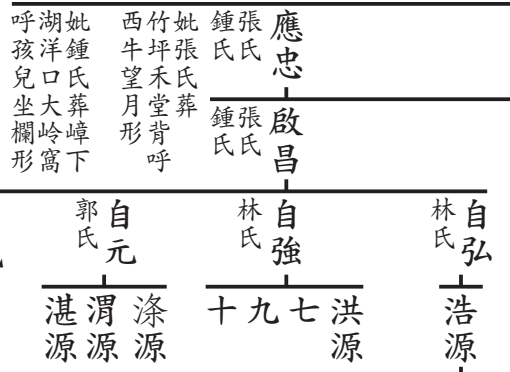 應忠
張氏
鍾氏
妣張氏葬
竹坪禾堂背呼
西牛望月形
妣鍾氏葬嶂下
湖洋口大岭窩
呼孩兒坐欄形
啟昌
張氏
鍾氏
自弘
林氏
自強
林氏
自元
郭氏
浩源
洪源
七
九
十
滌源
渭源
湛源